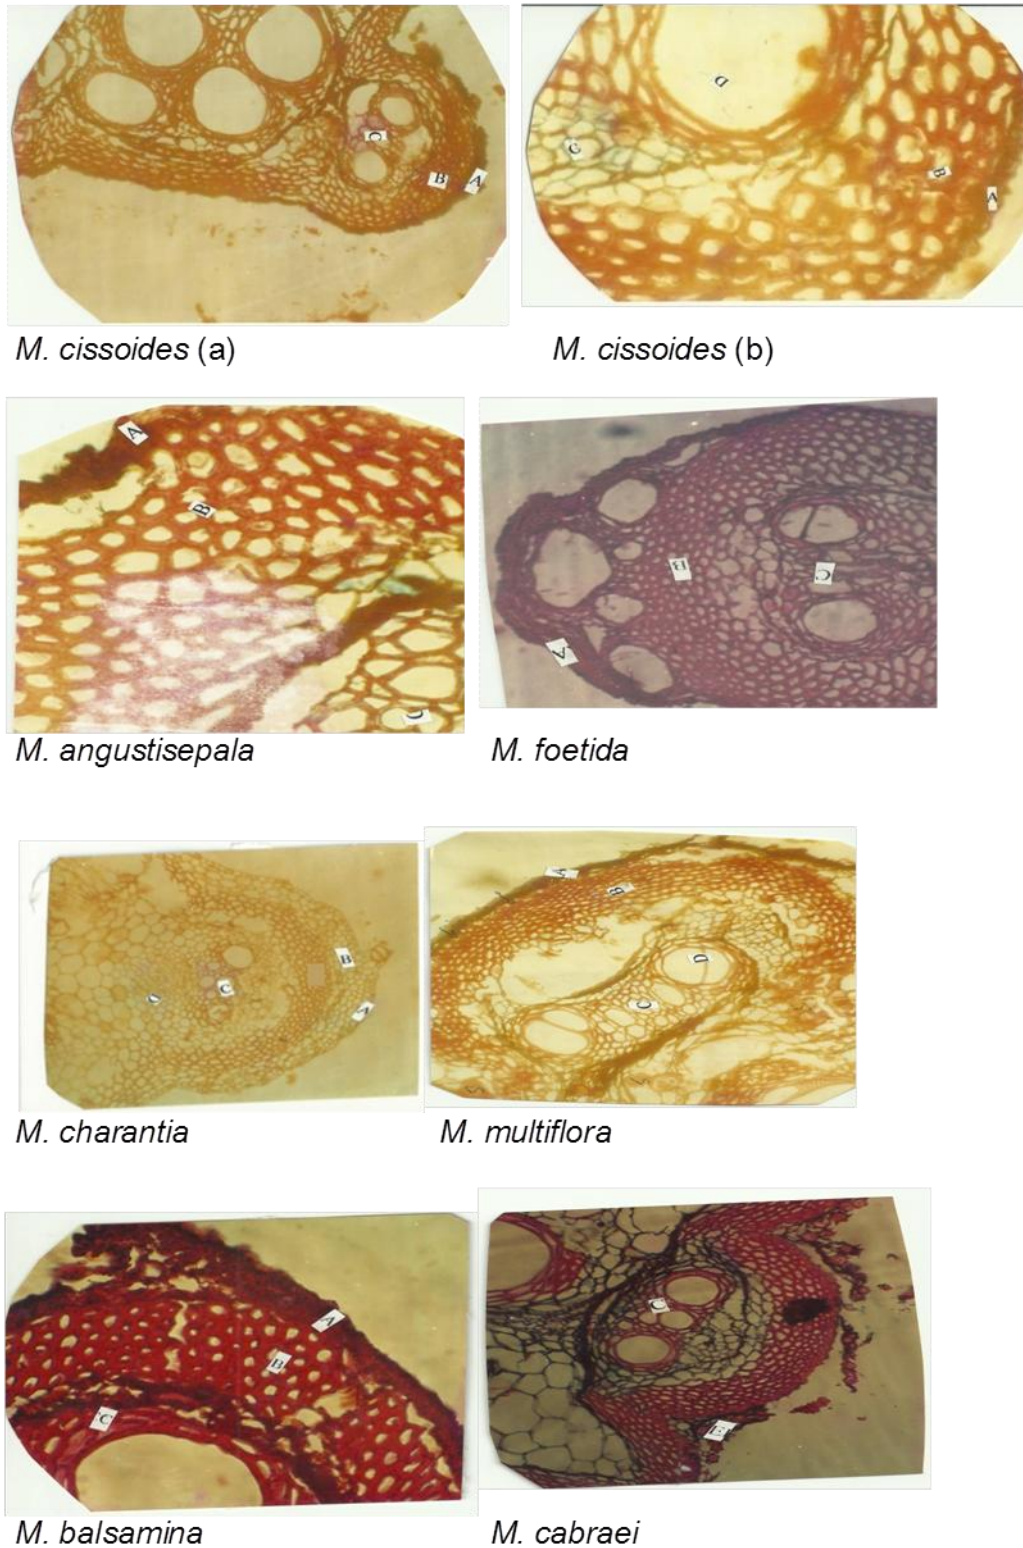 C
B
A
D
C
B
A
M. cissoides (a)
M. cissoides (b)
A
B
C
B
C
A
M. angustisepala
M. foetida
B
C
A
A
B
D
C
M. charantia
M. multiflora
A
B
C
C
E
M. balsamina
M. cabraei